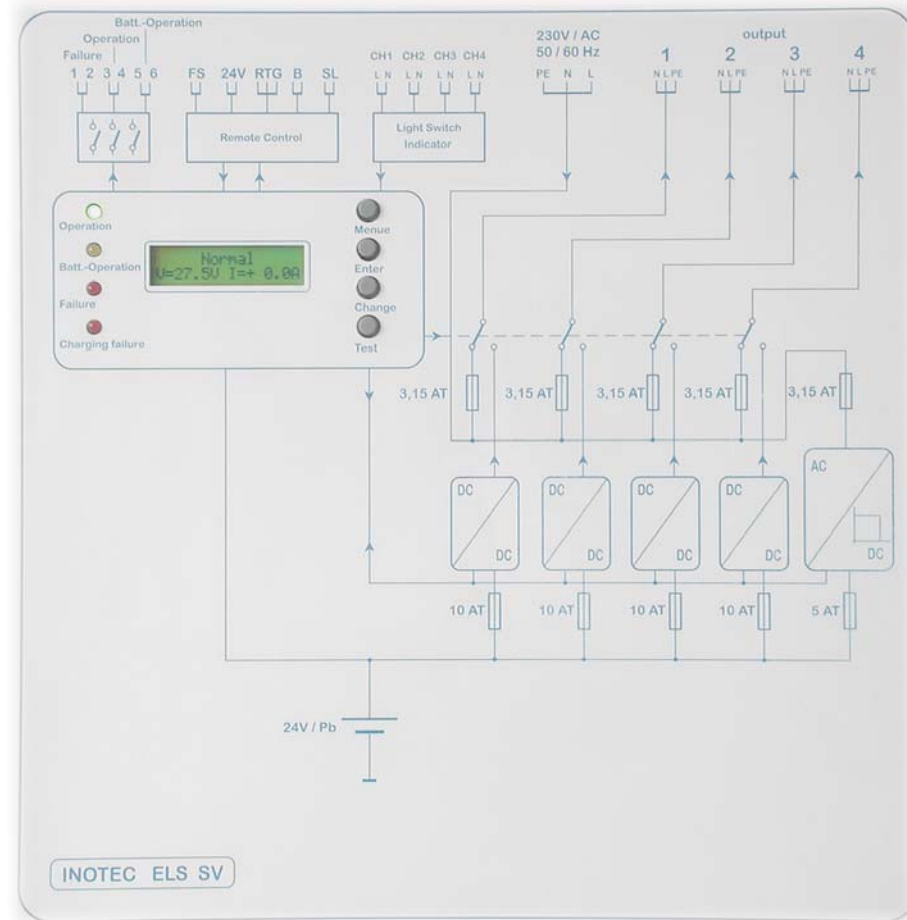 Batt.-Operation
Operation
Failure
1 2 3 4 5 6
FS 24V RTG B SL
CH1 CH2 CH3 CH4
L N L N L N L N
230V / AC
50 / 60 Hz
PE N L
output
1 2 3 4
N L PE N L PE N L PE N L PE
Remote Control
Light Switch
Indicator
Operation
Batt.-Operation
Failure
Charging failure
Normal
V=27.5V I=+ 0.0A
Menue
Enter
Change
Test
3,15 AT 3,15 AT 3,15 AT 3,15 AT 3,15 AT
DC DC DC DC AC
DC DC DC DC DC
10 AT 10 AT 10 AT 10 AT 5 AT
24V / Pb
INOTEC ELS SV